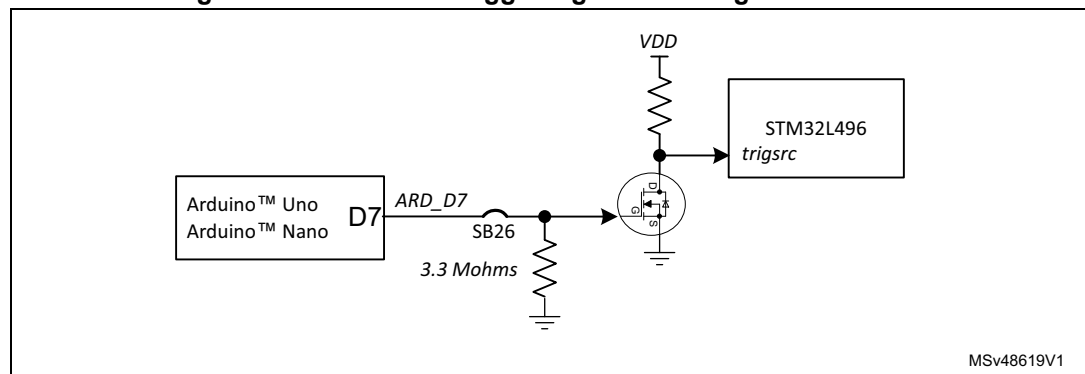 VDD
STM32L496
trigsrc
Arduino™ Uno
Arduino™ Nano
D7
ARD_D7
SB26
3.3 Mohms
D
G
S
MSv48619V1